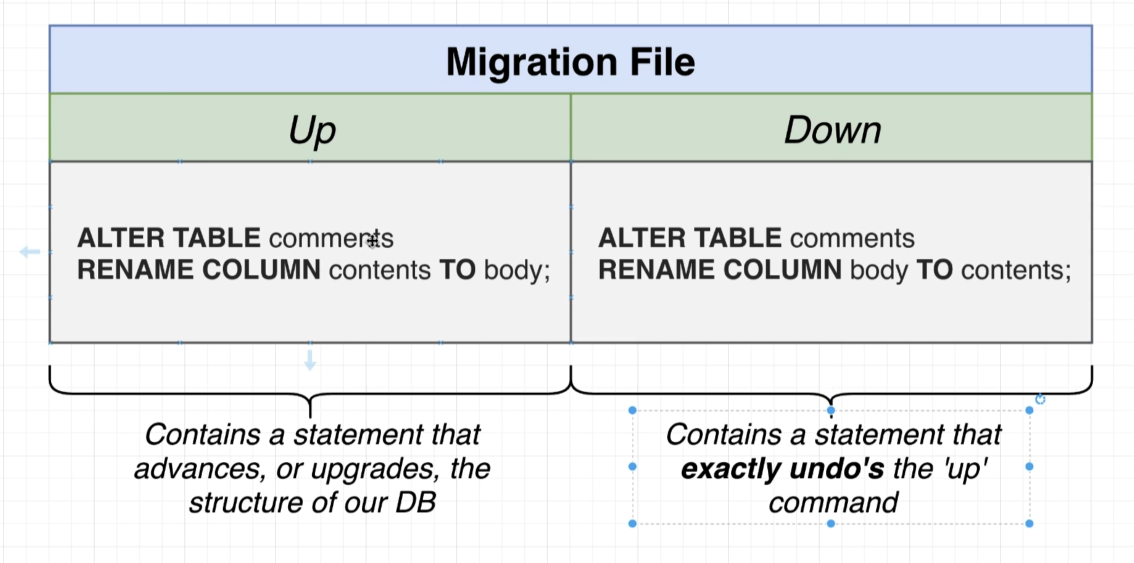 Migration File
Up
Down
ALTER TABLE comments
RENAME COLUMN contents TO body;
ALTER TABLE comments
RENAME COLUMN body TO contents;
Contains a statement that
advances, or upgrades, the
structure of our DB
Contains a statement that
exactly undo's the 'up'
command